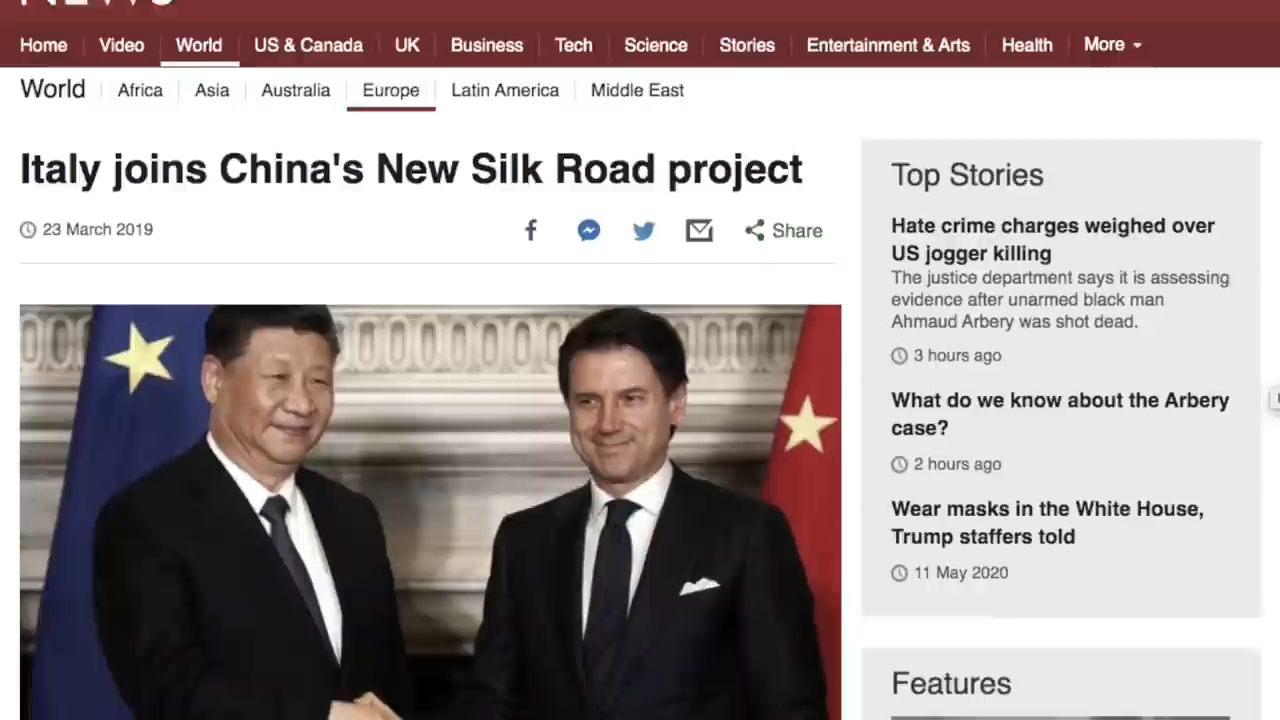 NEWS
Home Video World US & Canada UK Business Tech Science Stories Entertainment & Arts Health More
World Africa Asia Australia Europe Latin America Middle East
Italy joins China's New Silk Road project
23 March 2019
Share
Top Stories
Hate crime charges weighed over
US jogger killing
The justice department says it is assessing
evidence after unarmed black man
Ahmaud Arbery was shot dead.
3 hours ago
What do we know about the Arbery
case?
2 hours ago
Wear masks in the White House,
Trump staffers told
11 May 2020
Features